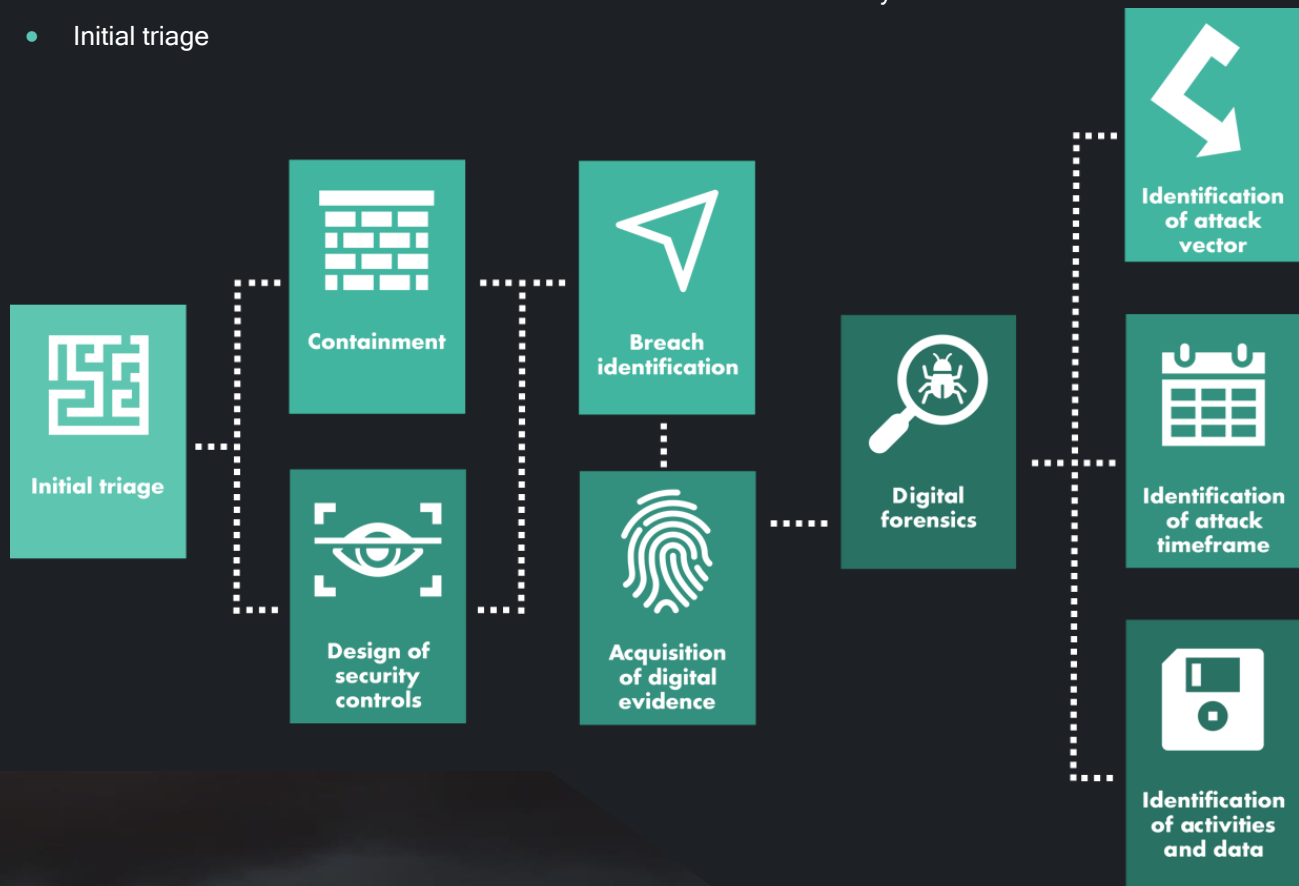 Initial triage
Initial triage
Containment
Design of
security
controls
Breach
identification
Acquisition
of digital
evidence
Digital
forensics
Identification
of attack
vector
Identification
of attack
timeframe
Identification
of activities
and data